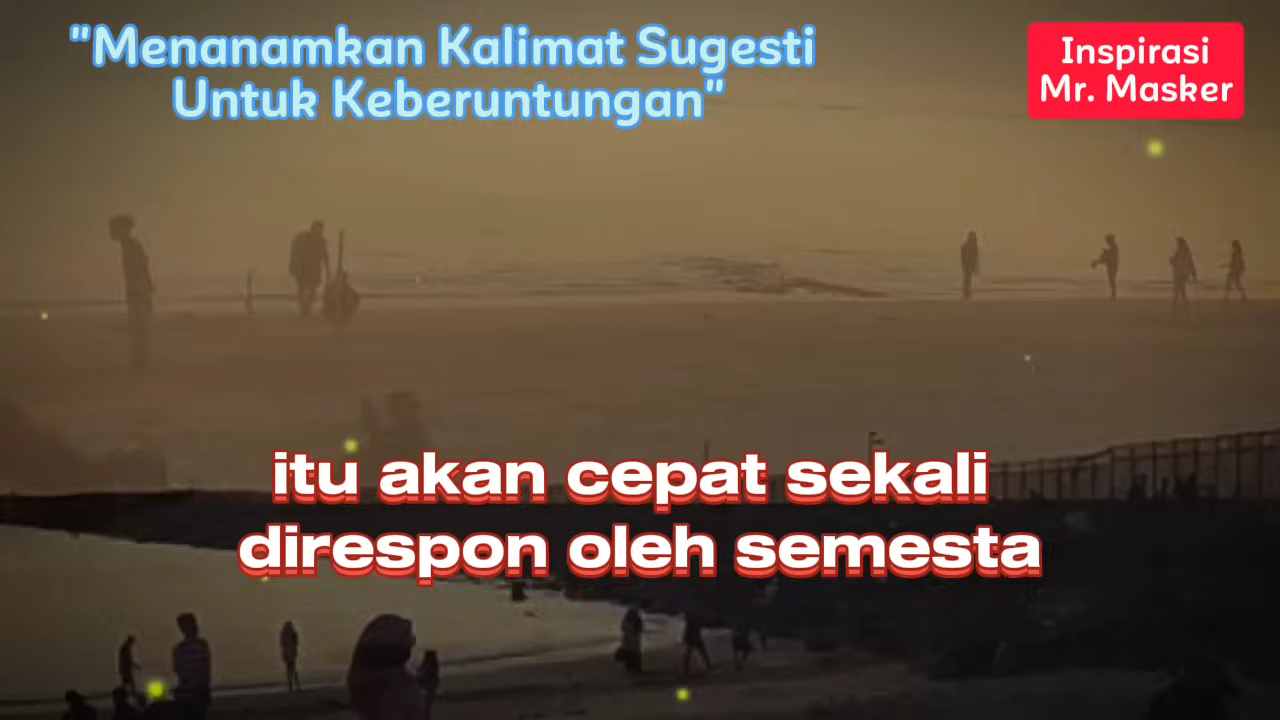 "Menanamkan Kalimat Sugesti
Untuk Keberuntungan"
Inspirasi
Mr. Masker
itu akan cepat sekali
direspon oleh semesta